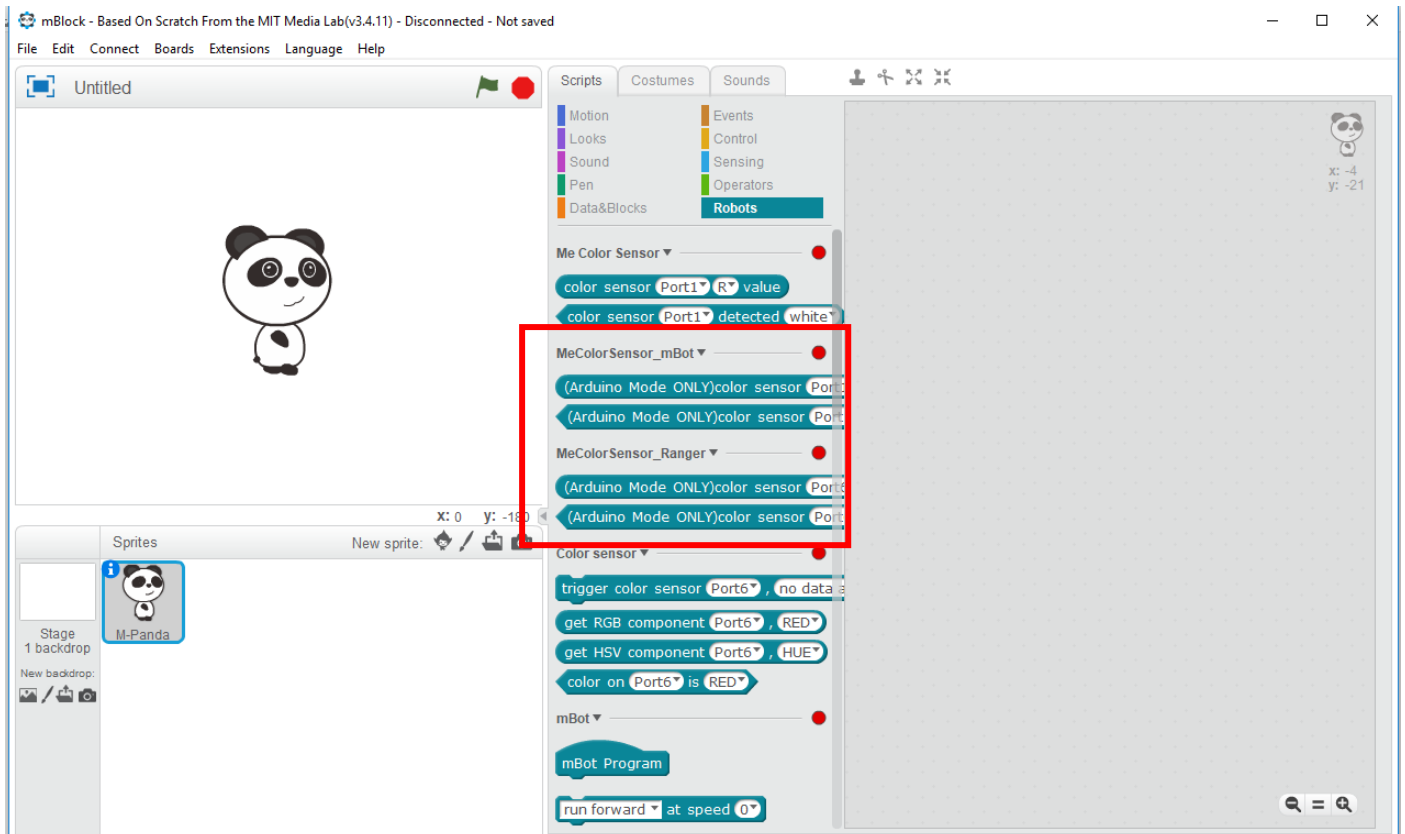 mBlock - Based On Scratch From the MIT Media Lab(v3.4.11) - Disconnected - Not saved
File Edit Connect Boards Extensions Language Help
Untitled
X: 0 y: -180
Sprites
New sprite:
Stage
1 backdrop
New backdrop:
M-Panda
Scripts Costumes Sounds
Motion Events
Looks Control
Sound Sensing
Pen Operators
Data&Blocks Robots
Me Color Sensor
color sensor Port1 R value
color sensor Port1 detected white
MeColorSensor_mBot
(Arduino Mode ONLY)color sensor
(Arduino Mode ONLY)color sensor
MeColorSensor_Ranger
(Arduino Mode ONLY)color sensor
(Arduino Mode ONLY)color sensor
Color sensor
trigger color sensor Port6 , no data
get RGB component Port6 , RED
get HSV component Port6 , HUE
color on Port6 is RED
mBot
mBot Program
run forward at speed 0
x: -4
y: -21